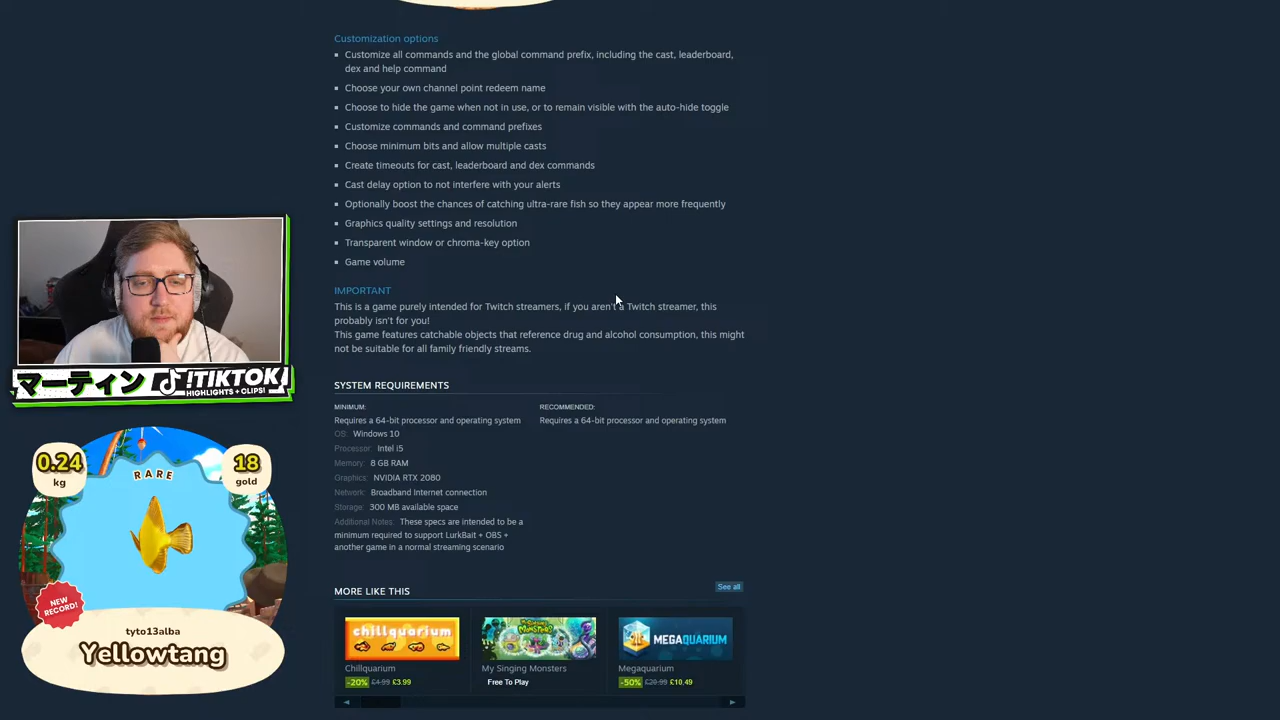 Customization options
Customize all commands and the global command prefix, including the cast, leaderboard,
dex and help command
Choose your own channel point redeem name
Choose to hide the game when not in use, or to remain visible with the auto-hide toggle
Customize commands and command prefixes
Choose minimum bits and allow multiple casts
Create timeouts for cast, leaderboard and dex commands
Cast delay option to not interfere with your alerts
Optionally boost the chances of catching ultra-rare fish so they appear more frequently
Graphics quality settings and resolution
Transparent window or chroma-key option
Game volume
IMPORTANT
This is a game purely intended for Twitch streamers, if you aren't a Twitch streamer, this
probably isn't for you!
This game features catchable objects that reference drug and alcohol consumption, this might
not be suitable for all family friendly streams.
SYSTEM REQUIREMENTS
MINIMUM:
Requires a 64-bit processor and operating system
OS: Windows 10
Processor: Intel i5
Memory: 8 GB RAM
Graphics: NVIDIA RTX 2080
Network: Broadband Internet connection
Storage: 300 MB available space
Additional Notes: These specs are intended to be a
minimum required to support LurkBait + OBS +
another game in a normal streaming scenario
RECOMMENDED:
Requires a 64-bit processor and operating system
MORE LIKE THIS
See all
chillquarium
My Singing Monsters
MEGAQUARIUM
Chillquarium
My Singing Monsters
Megaquarium
-20% £4.99 £3.99
Free To Play
-50% £20.99 £10.49
マーティン
!TIKTOK
HIGHLIGHTS + CLIPS!
0.24
kg
RARE
18
gold
NEW
RECORD!
tyto13alba
Yellowtang